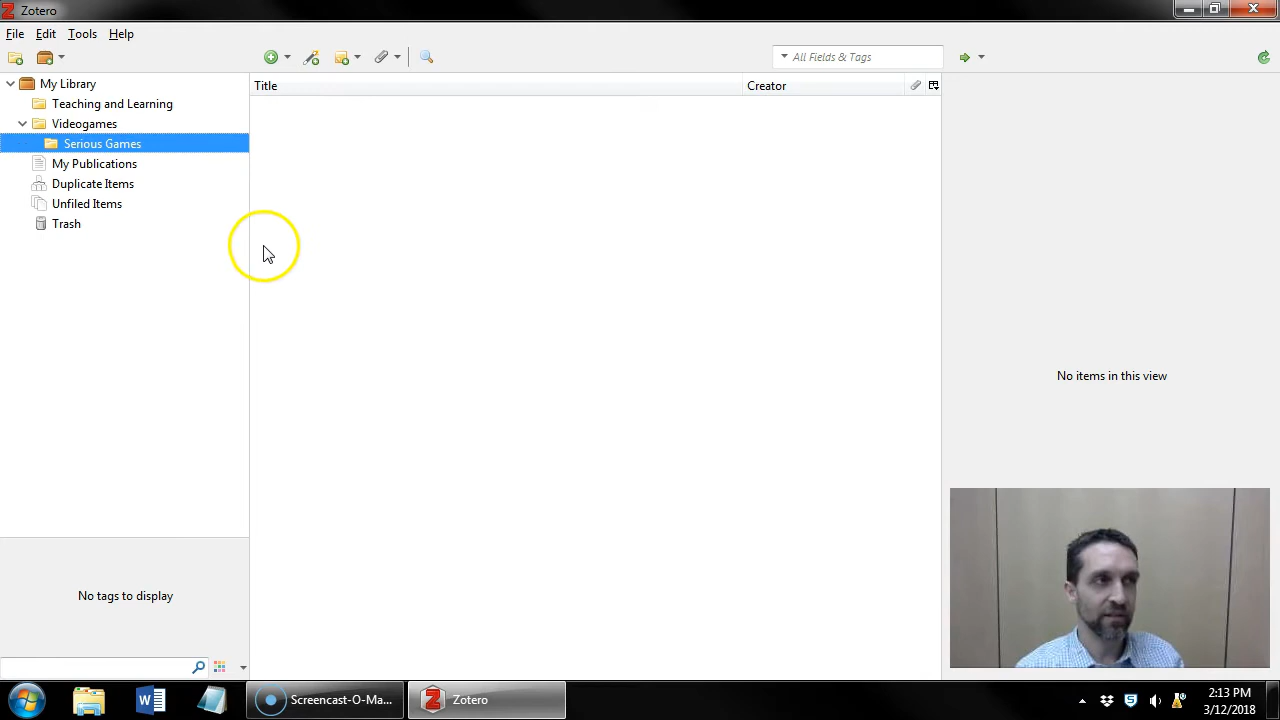 Zotero
File Edit Tools Help
All Fields & Tags
My Library
Teaching and Learning
Videogames
Serious Games
My Publications
Duplicate Items
Unfiled Items
Trash
Title Creator
No items in this view
No tags to display
Screencast-O-Ma...
Zotero
2:13 PM
3/12/2018